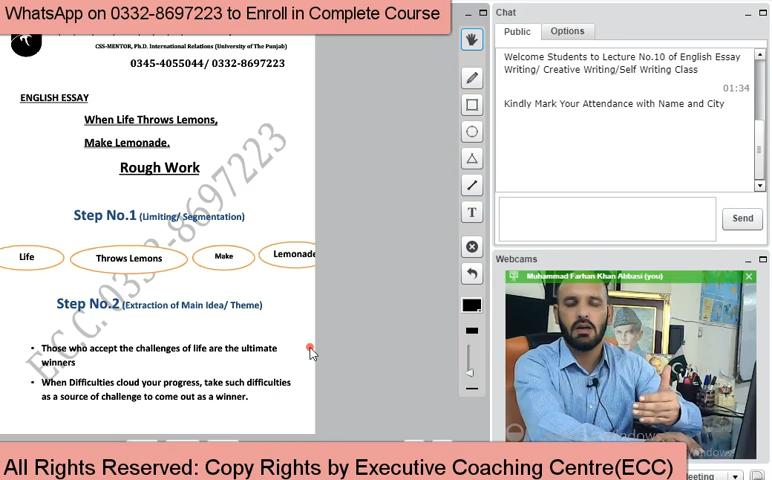 WhatsApp on 0332-8697223 to Enroll in Complete Course
CSS-MENTOR, Ph.D. International Relations (University of The Punjab)
0345-4055044/ 0332-8697223
ENGLISH ESSAY
When Life Throws Lemons,
Make Lemonade.
Rough Work
Step No.1 (Limiting/ Segmentation)
Life
Throws Lemons
Make
Lemonade
Step No.2 (Extraction of Main Idea/ Theme)
• Those who accept the challenges of life are the ultimate
winners
• When Difficulties cloud your progress, take such difficulties
as a source of challenge to come out as a winner.
E.C.C.0332-8697223
T
Chat
Public
Options
Welcome Students to Lecture No.10 of English Essay
Writing/ Creative Writing/Self Writing Class
01:34
Kindly Mark Your Attendance with Name and City
Send
Webcams
Muhammad Farhan Khan Abbasi (you)
All Rights Reserved: Copy Rights by Executive Coaching Centre(ECC)